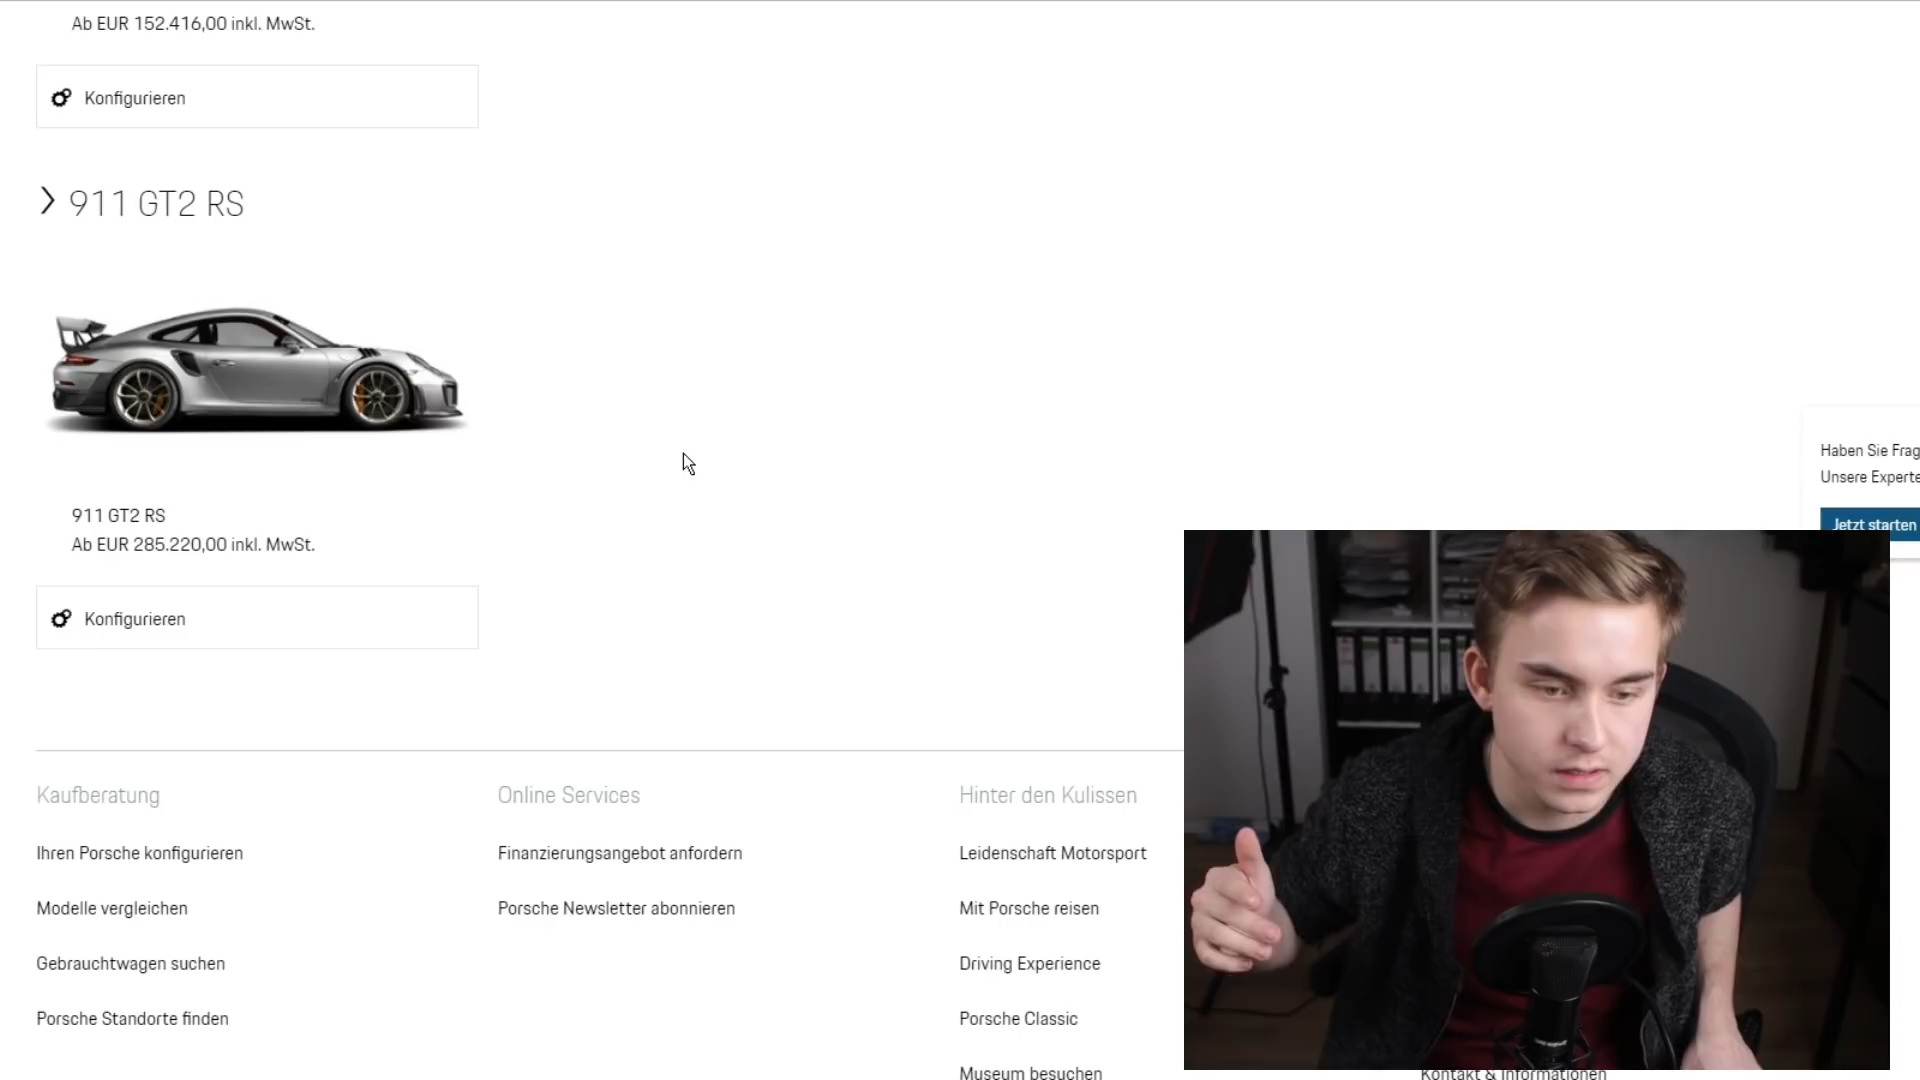 Ab EUR 152.416,00 inkl. MwSt.
Konfigurieren
911 GT2 RS
911 GT2 RS
Ab EUR 285.220,00 inkl. MwSt.
Konfigurieren
Haben Sie Frag
Unsere Experte
Jetzt starten
Kaufberatung
Ihren Porsche konfigurieren
Modelle vergleichen
Gebrauchtwagen suchen
Porsche Standorte finden
Online Services
Finanzierungsangebot anfordern
Porsche Newsletter abonnieren
Hinter den Kulissen
Leidenschaft Motorsport
Mit Porsche reisen
Driving Experience
Porsche Classic
Museum besuchen
Kontakt & Informationen